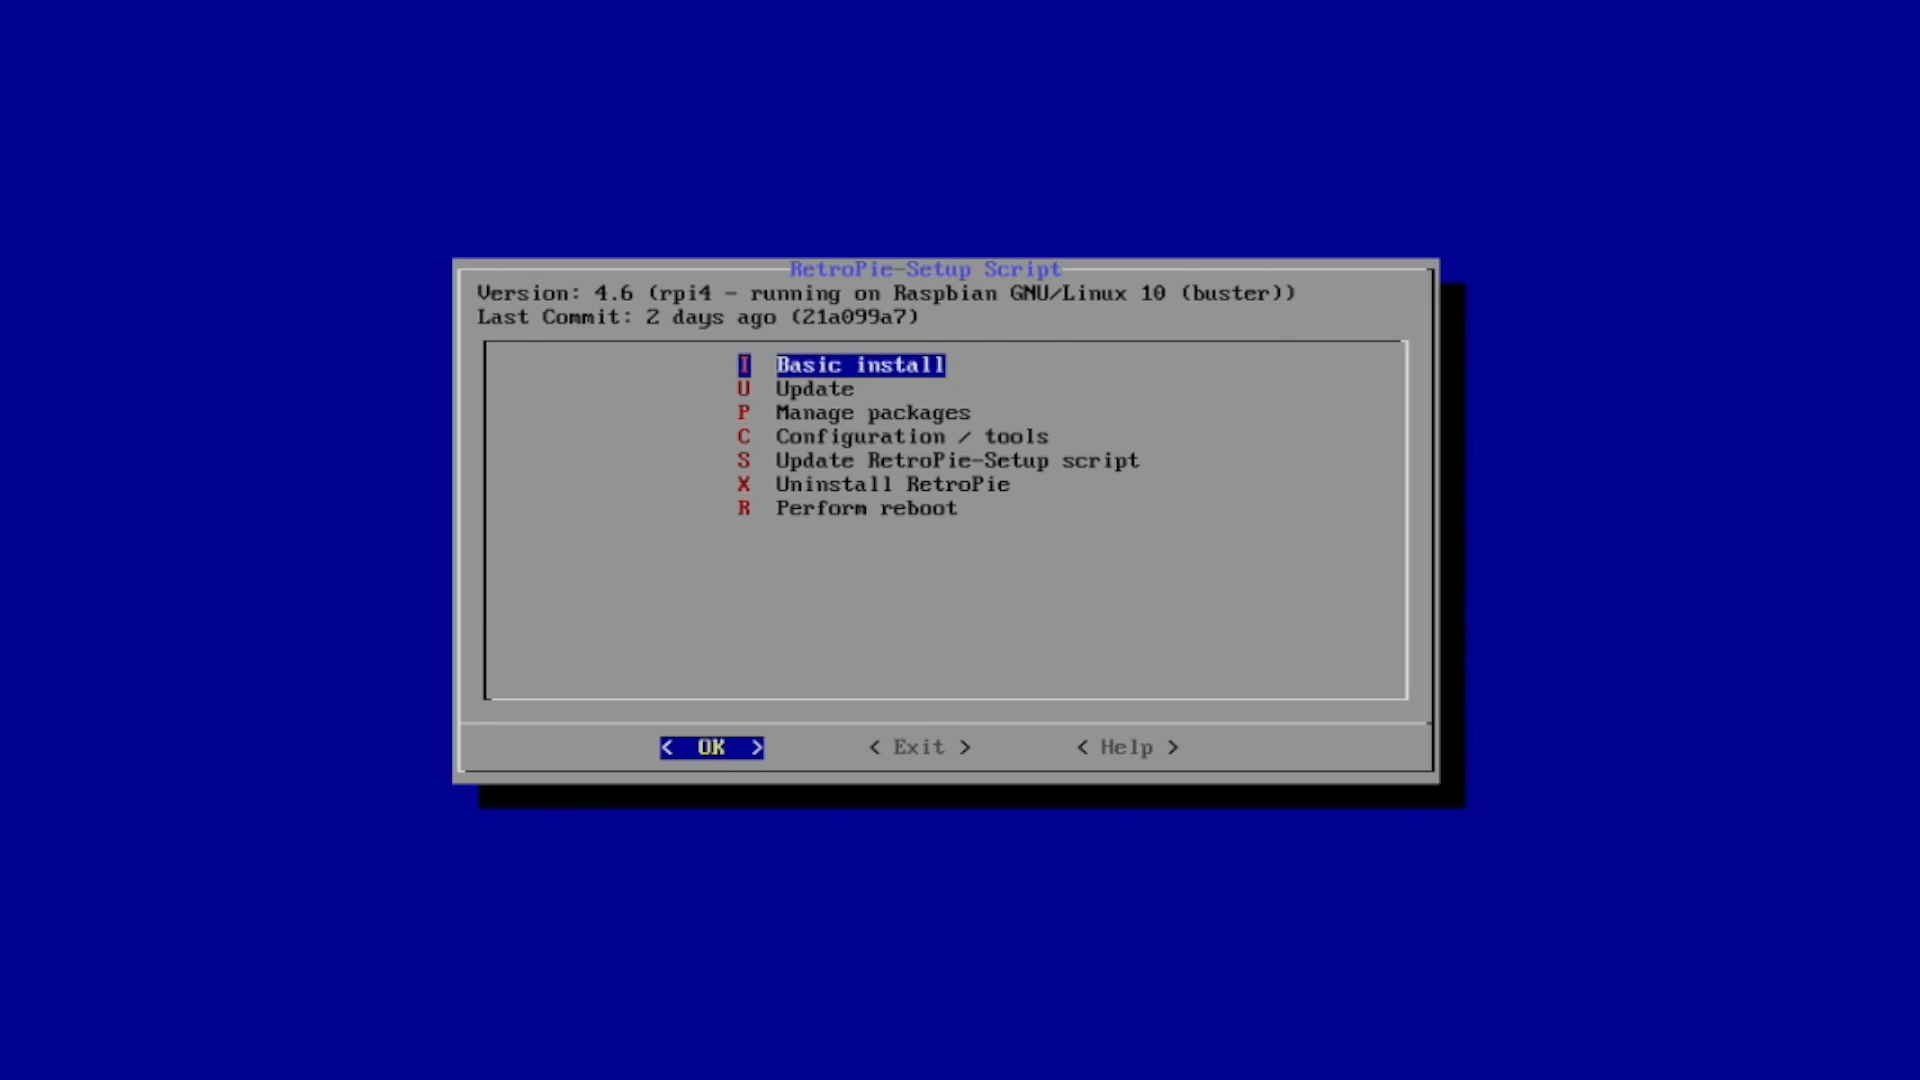 RetroPie-Setup Script
Version: 4.6 (rpi4 - running on Raspbian GNU/Linux 10 (buster))
Last Commit: 2 days ago (21a099a7)
I Basic install
U Update
P Manage packages
C Configuration / tools
S Update RetroPie-Setup script
X Uninstall RetroPie
R Perform reboot
< OK > < Exit > < Help >